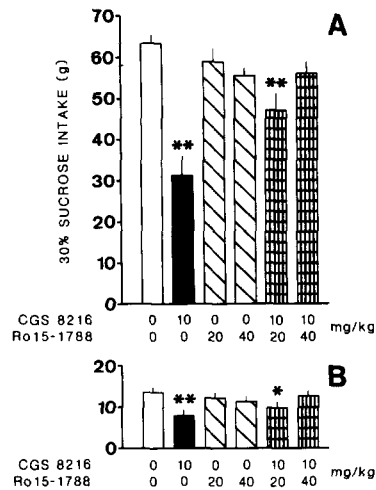 A
70
60
50
40
30
20
10
0
30% SUCROSE INTAKE (g)
** **
CGS 8216 0 10 0 0 10 10 mg/kg
Ro15-1788 0 0 20 40 20 40
B
20
10
0
** *
CGS 8216 0 10 0 0 10 10 mg/kg
Ro15-1788 0 0 20 40 20 40